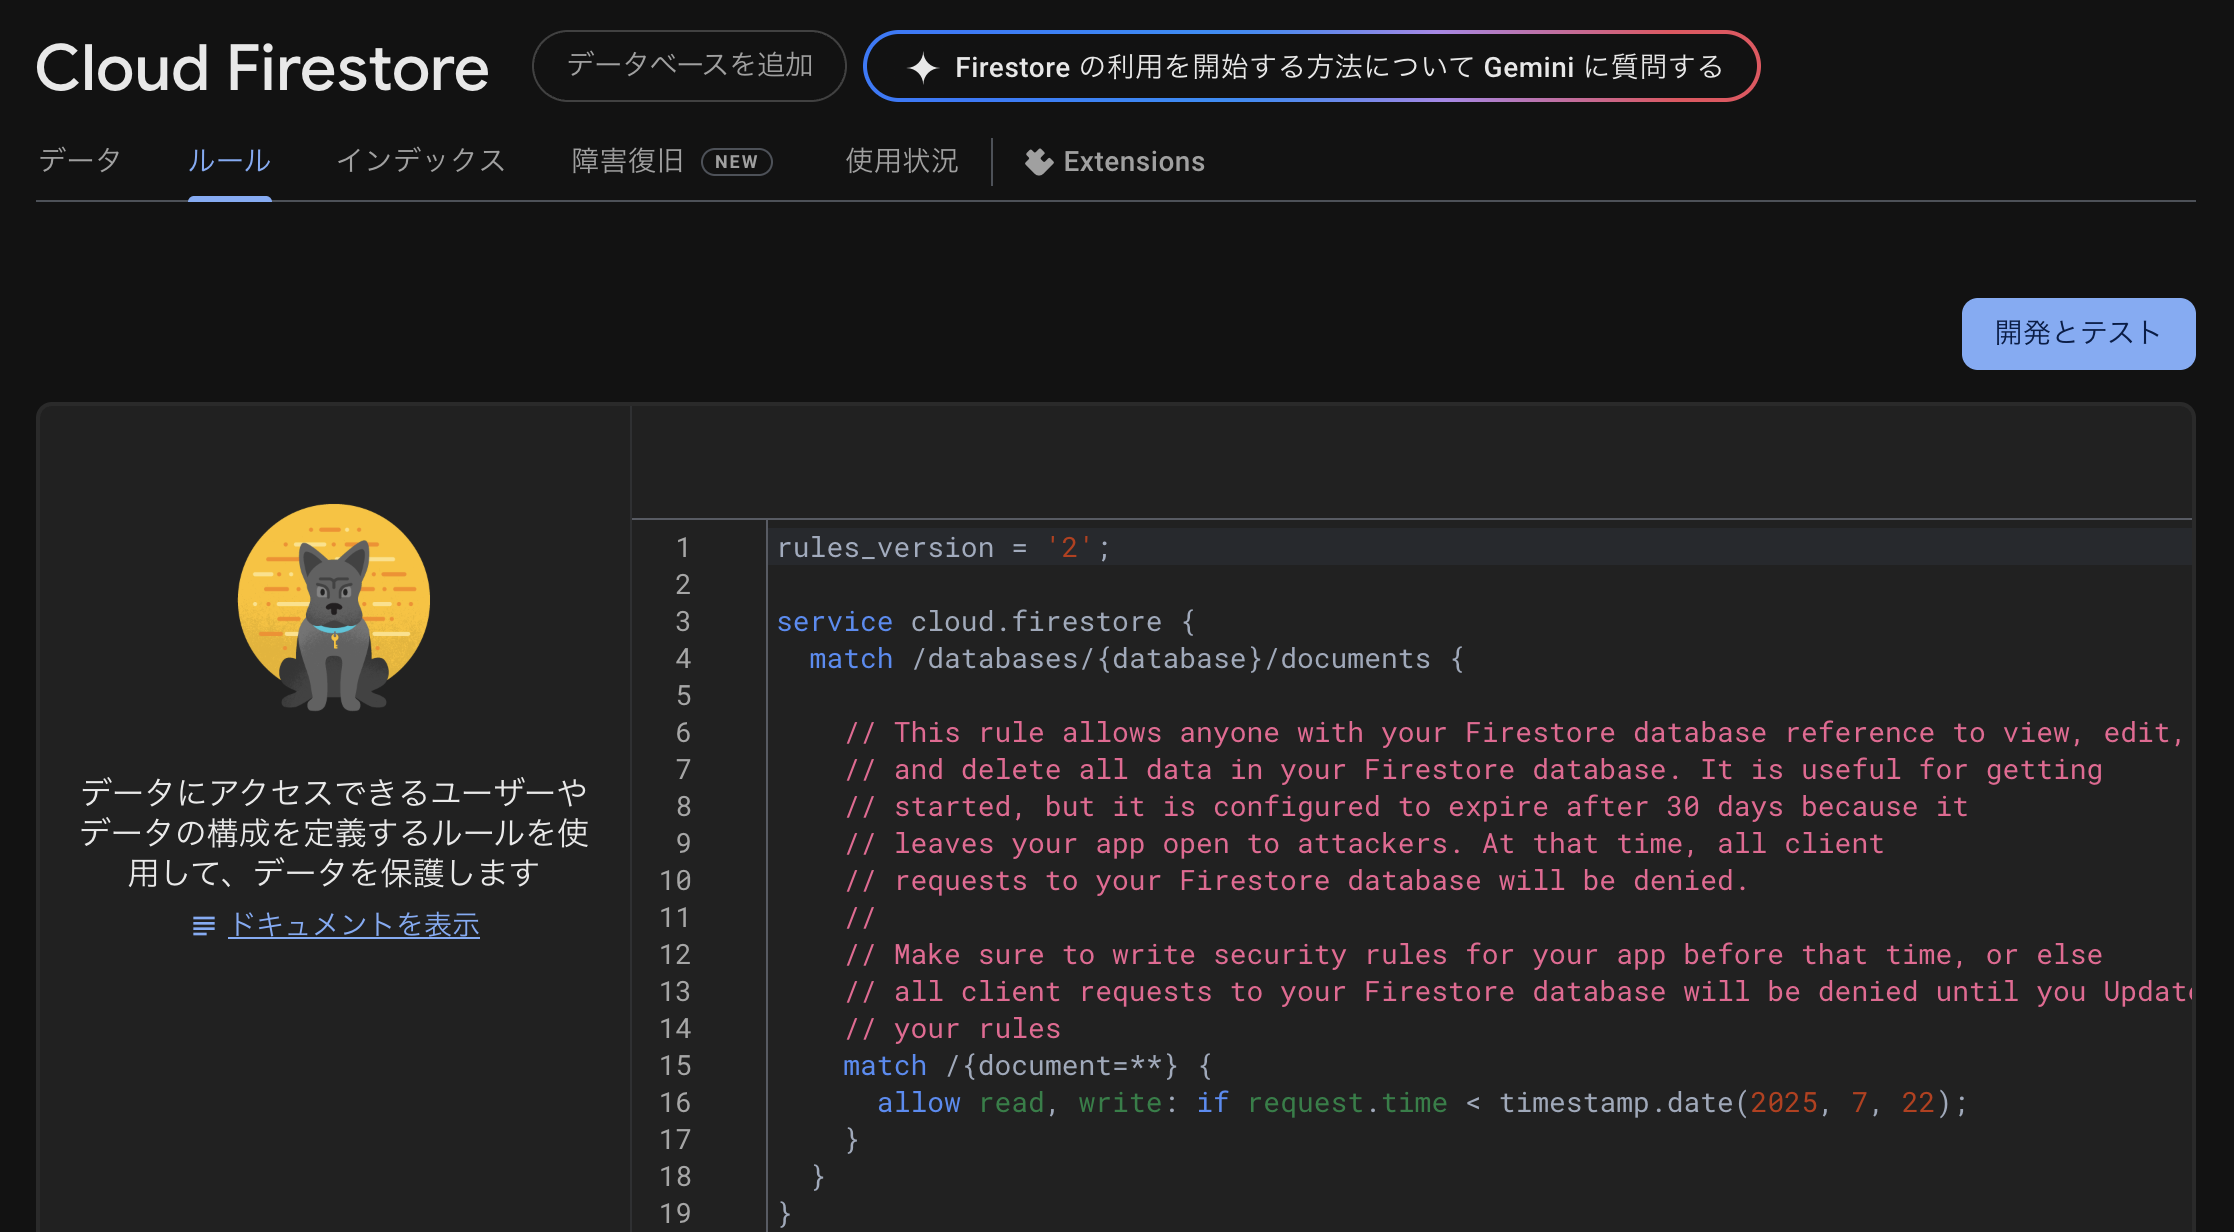 Cloud Firestore
データベースを追加
Firestore の利用を開始する方法について Gemini に質問する
データ
ルール
インデックス
障害復旧
NEW
使用状況
Extensions
開発とテスト
データにアクセスできるユーザーや
データの構成を定義するルールを使
用して、データを保護します
ドキュメントを表示
1 rules_version = '2';
2
3 service cloud.firestore {
4   match /databases/{database}/documents {
5
6     // This rule allows anyone with your Firestore database reference to view, edit,
7     // and delete all data in your Firestore database. It is useful for getting
8     // started, but it is configured to expire after 30 days because it
9     // leaves your app open to attackers. At that time, all client
10     // requests to your Firestore database will be denied.
11     //
12     // Make sure to write security rules for your app before that time, or else
13     // all client requests to your Firestore database will be denied until you Update
14     // your rules
15     match /{document=**} {
16       allow read, write: if request.time < timestamp.date(2025, 7, 22);
17     }
18   }
19 }